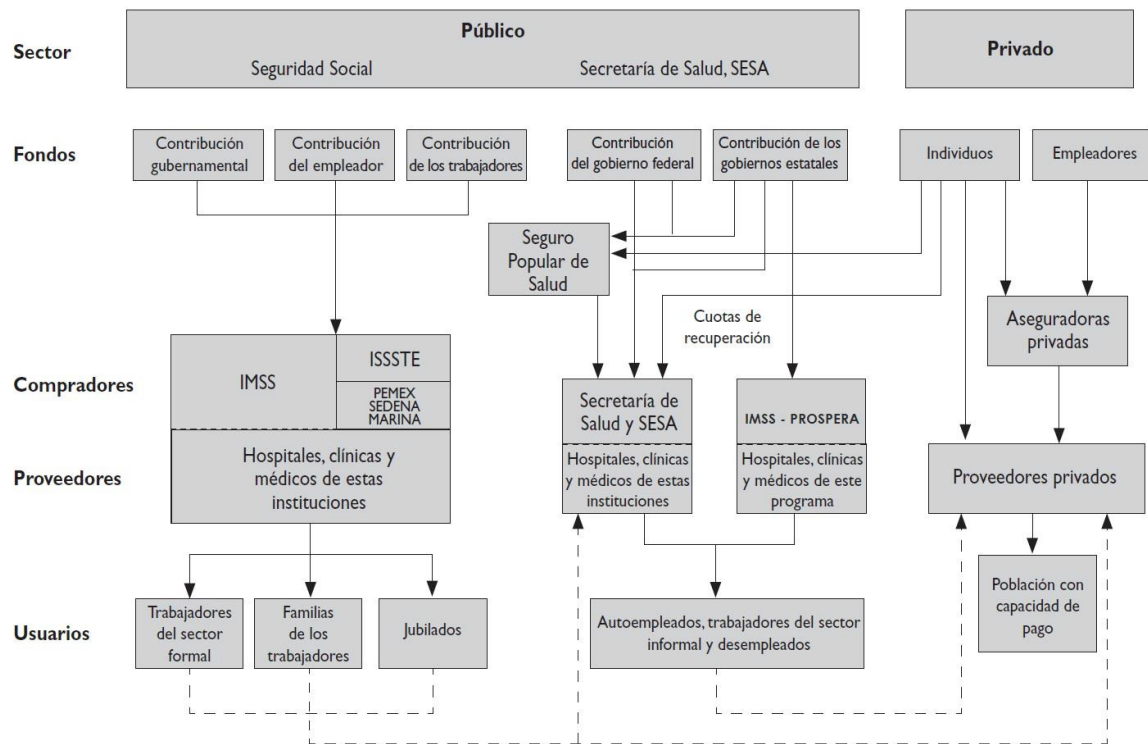 Sector
Público
Seguridad Social
Secretaría de Salud, SESA
Privado
Fondos
Contribución
gubernamental
Contribución
del empleador
Contribución
de los trabajadores
Contribución
del gobierno federal
Contribución de los
gobiernos estatales
Individuos
Empleadores
Seguro
Popular de
Salud
Cuotas de
recuperación
Aseguradoras
privadas
Compradores
IMSS
ISSSTE
PEMEX
SEDENA
MARINA
Secretaría de
Salud y SESA
IMSS - PROSPERA
Proveedores
Hospitales, clínicas y
médicos de estas
instituciones
Hospitales, clínicas
y médicos de estas
instituciones
Hospitales, clínicas
y médicos de este
programa
Proveedores privados
Usuarios
Trabajadores
del sector
formal
Familias
de los
trabajadores
Jubilados
Autoempleados, trabajadores del sector
informal y desempleados
Población con
capacidad de
pago